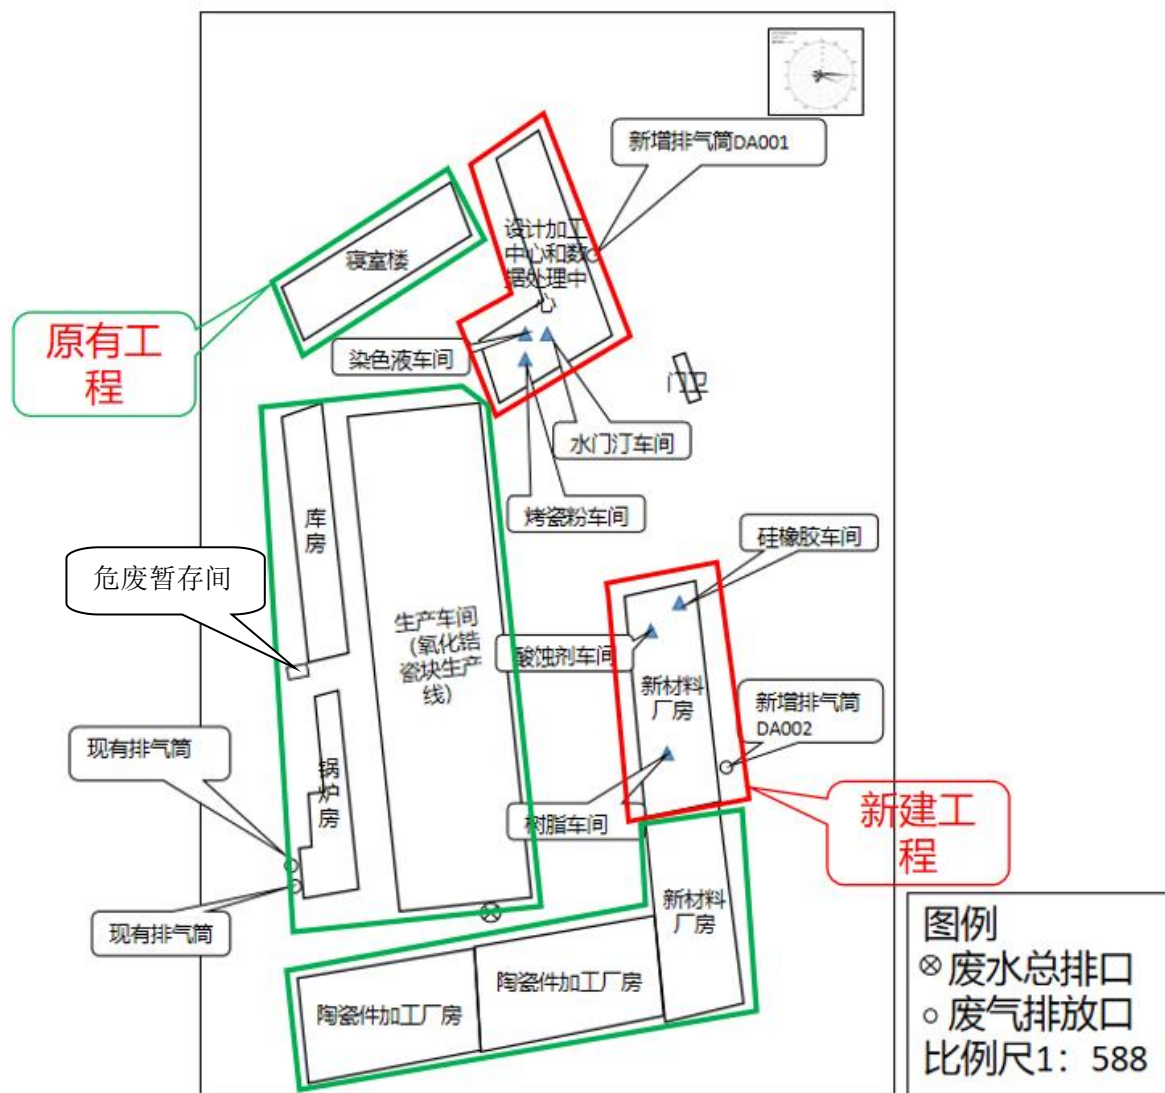 新增排气筒DA001
设计加工
中心和数
据处理中
心
寝室楼
原有工
程
染色液车间
门卫
水门汀车间
烤瓷粉车间
库
房
硅橡胶车间
危废暂存间
生产车间
（氧化锆
瓷块生产
线）
酸蚀剂车间
新材料
厂房
新增排气筒
DA002
现有排气筒
锅
炉
房
树脂车间
新建工
程
新材料
厂房
现有排气筒
陶瓷件加工厂房
陶瓷件加工厂房
图例
⊗废水总排口
○废气排放口
比例尺1：588